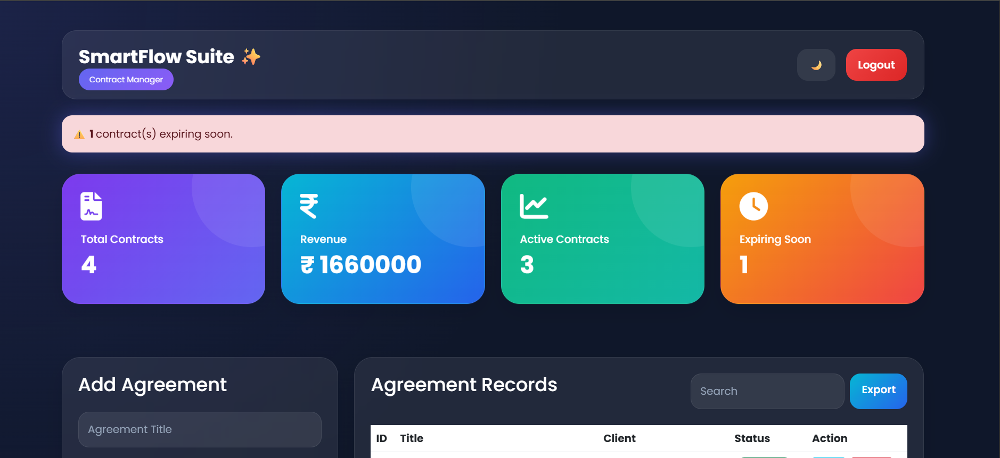 SmartFlow Suite ✨
Contract Manager
Logout
⚠️ 1 contract(s) expiring soon.
Total Contracts
4
Revenue
₹ 1660000
Active Contracts
3
Expiring Soon
1
Add Agreement
Agreement Title
Agreement Records
Search
Export
ID Title Client Status Action